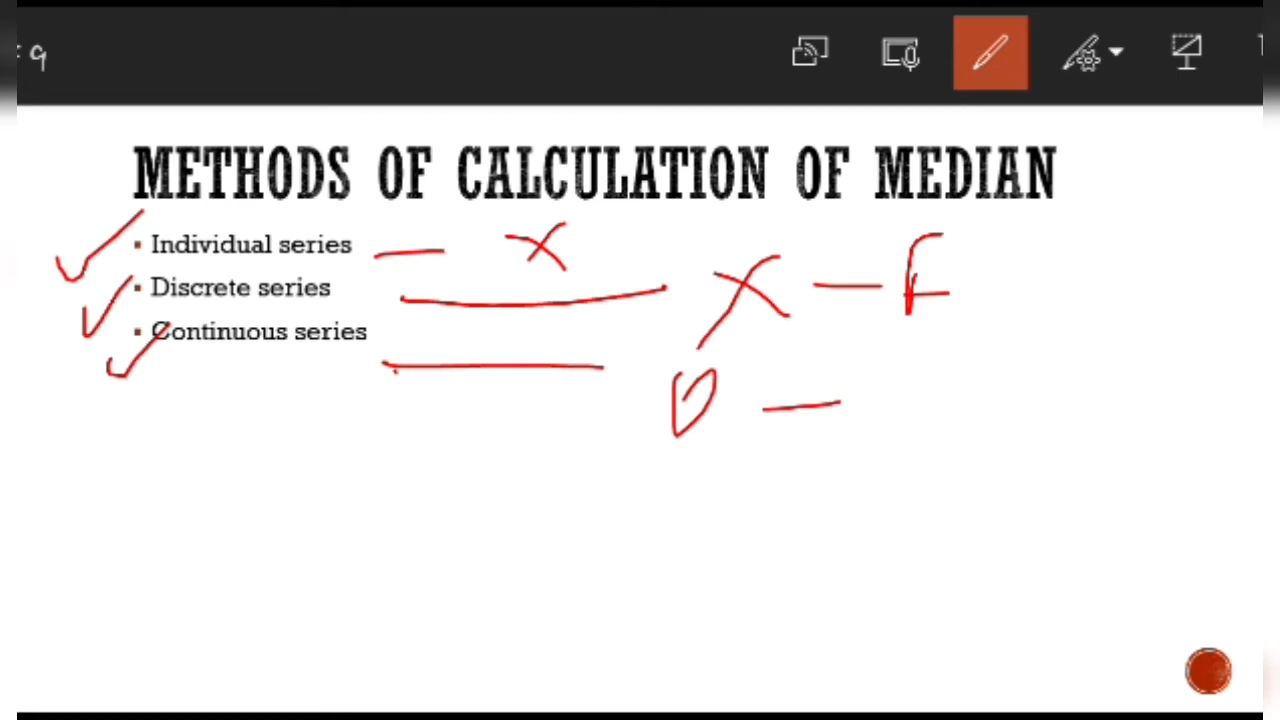 METHODS OF CALCULATION OF MEDIAN
▪ Individual series — X
▪ Discrete series — X — F
▪ Continuous series —